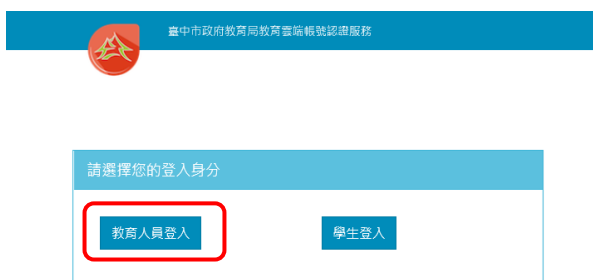 臺中市政府教育局教育雲端帳號認證服務
請選擇您的登入身分
教育人員登入
學生登入